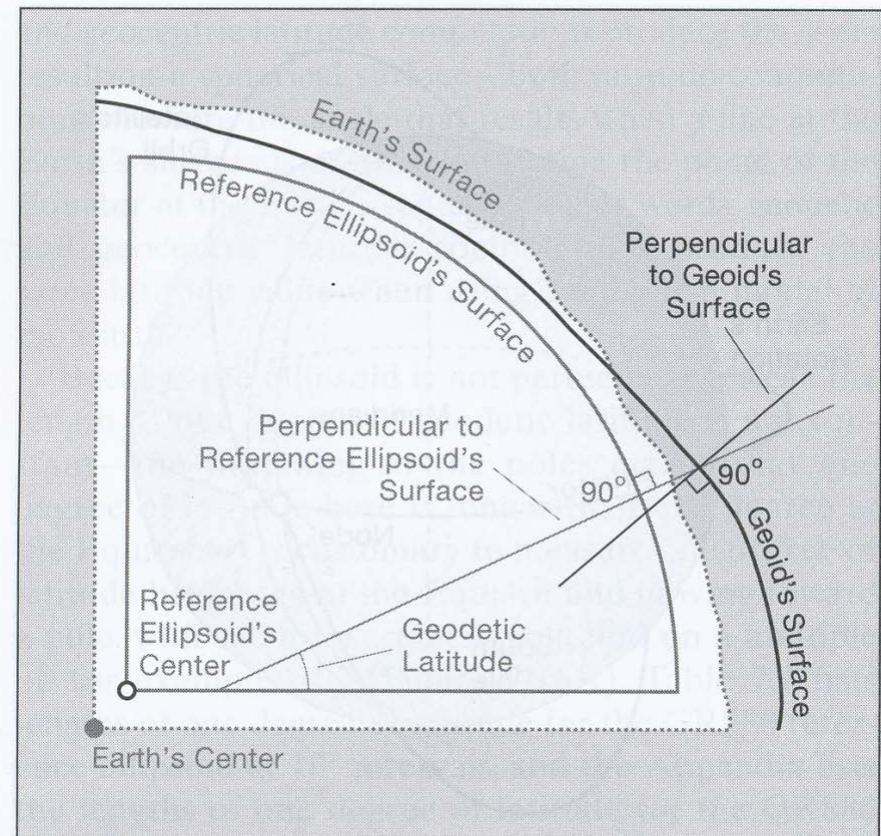 Earth's Surface
Reference Ellipsoid's Surface
Perpendicular
to Geoid's
Surface
Perpendicular to
Reference Ellipsoid's
Surface
90°
90°
Geoid's Surface
Reference
Ellipsoid's
Center
Geodetic
Latitude
Earth's Center